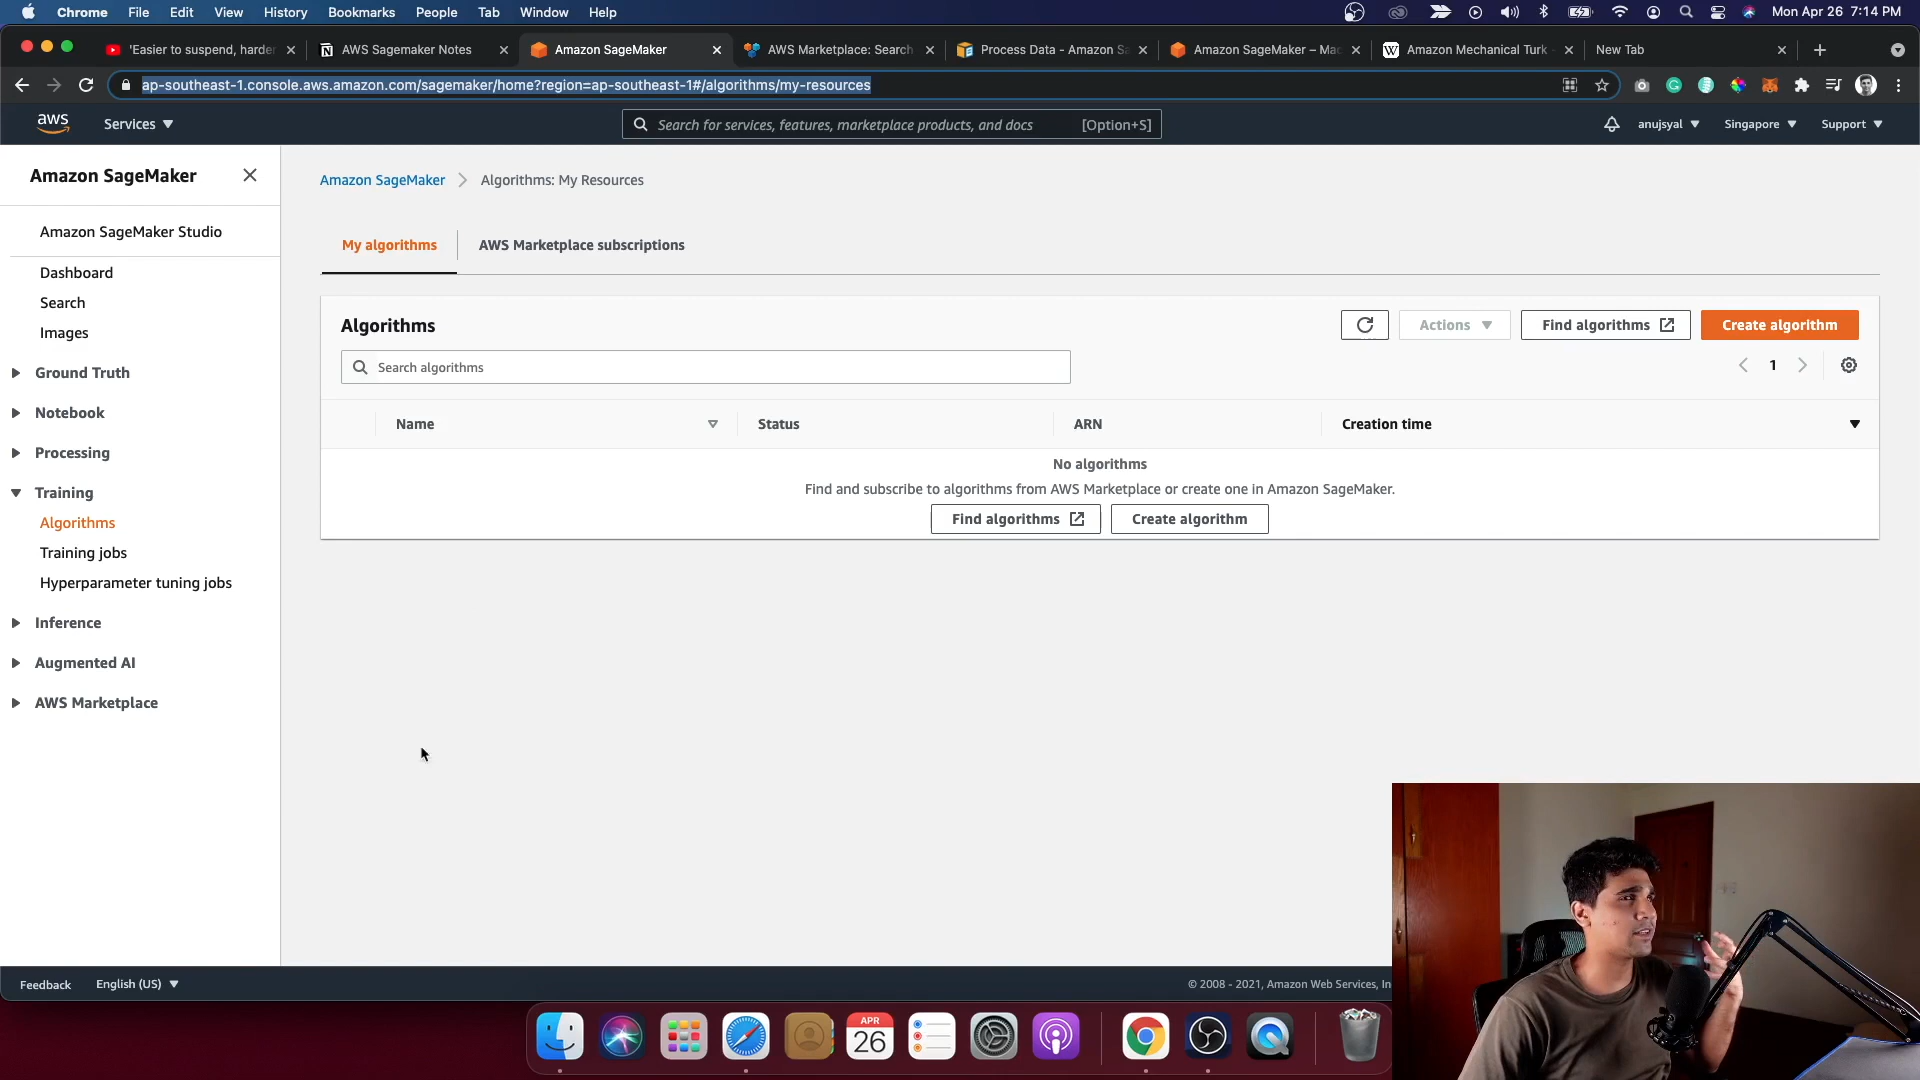 Chrome File Edit View History Bookmarks People Tab Window Help Mon Apr 26 7:14 PM
'Easier to suspend, harder AWS Sagemaker Notes Amazon SageMaker AWS Marketplace: Search Process Data - Amazon Sa Amazon SageMaker – Mac Amazon Mechanical Turk - New Tab
ap-southeast-1.console.aws.amazon.com/sagemaker/home?region=ap-southeast-1#/algorithms/my-resources
aws Services Search for services, features, marketplace products, and docs [Option+S] anujsyal Singapore Support
Amazon SageMaker
Amazon SageMaker Studio
Dashboard
Search
Images
Ground Truth
Notebook
Processing
Training
Algorithms
Training jobs
Hyperparameter tuning jobs
Inference
Augmented AI
AWS Marketplace
Amazon SageMaker Algorithms: My Resources
My algorithms AWS Marketplace subscriptions
Algorithms Actions Find algorithms Create algorithm
Search algorithms 1
Name Status ARN Creation time
No algorithms
Find and subscribe to algorithms from AWS Marketplace or create one in Amazon SageMaker.
Find algorithms Create algorithm
Feedback English (US) © 2008 - 2021, Amazon Web Services, In
APR
26